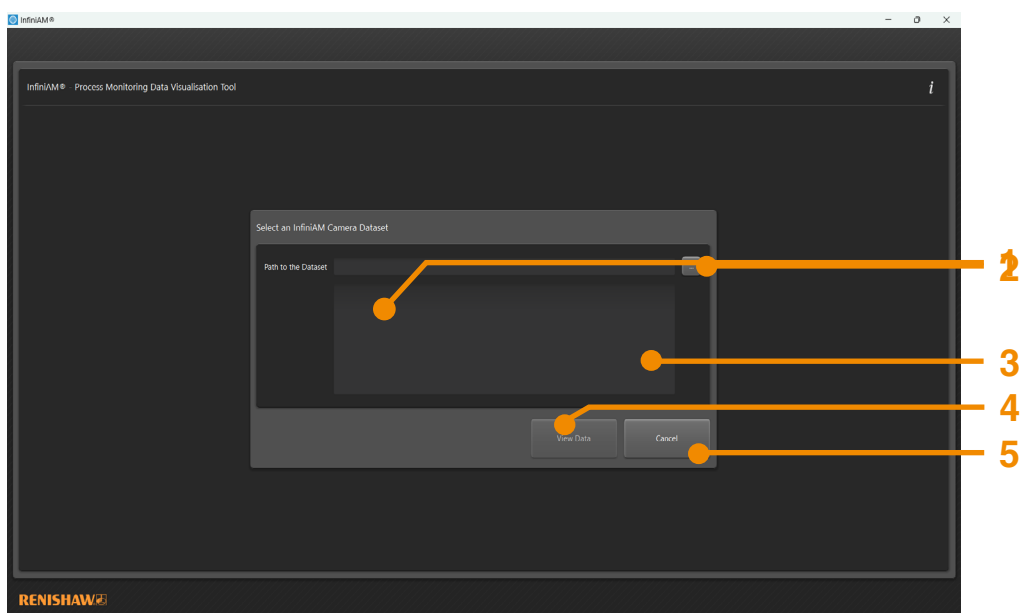 InfiniAM®
InfiniAM® Process Monitoring Data Visualisation Tool
i
Select an InfiniAM Camera Dataset
Path to the Dataset
...
1
2
3
4
View Data
Cancel
5
RENISHAW